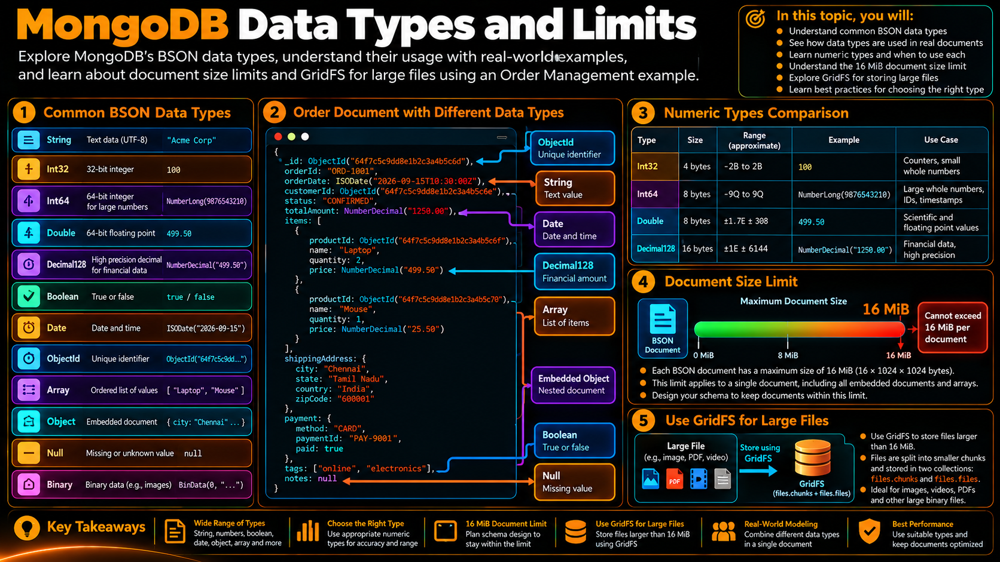 MongoDB Data Types and Limits
Explore MongoDB's BSON data types, understand their usage with real-world examples,
and learn about document size limits and GridFS for large files using an Order Management example.
In this topic, you will:
Understand common BSON data types
See how data types are used in real documents
Learn numeric types and when to use each
Understand the 16 MiB document size limit
Explore GridFS for storing large files
Learn best practices for choosing the right type
1 Common BSON Data Types
String Text data (UTF-8) "Acme Corp"
Int32 32-bit integer 100
Int64 64-bit integer for large numbers NumberLong(9876543210)
Double 64-bit floating point 499.50
Decimal128 High precision decimal for financial data NumberDecimal("499.50")
Boolean True or false true / false
Date Date and time ISODate("2026-09-15")
ObjectId Unique identifier ObjectId("64f7c5c9dd....")
Array Ordered list of values [ "Laptop", "Mouse" ]
Object Embedded document { city: "Chennai" ... }
Null Missing or unknown value null
Binary Binary data (e.g., images) BinData(0, "...")
2 Order Document with Different Data Types
{
_id: ObjectId("64f7c5c9dd8e1b2c3a4b5c6d"),
orderId: "ORD-1001",
orderDate: ISODate("2026-09-15T10:30:00Z"),
customerId: ObjectId("64f7c5c9dd8e1b2c3a4b5c6e"),
status: "CONFIRMED",
totalAmount: NumberDecimal("1250.00"),
items: [
{
productId: ObjectId("64f7c5c9dd8e1b2c3a4b5c6f"),
name: "Laptop",
quantity: 2,
price: NumberDecimal("499.50")
},
{
productId: ObjectId("64f7c5c9dd8e1b2c3a4b5c70"),
name: "Mouse",
quantity: 1,
price: NumberDecimal("25.50")
}
],
shippingAddress: {
city: "Chennai",
state: "Tamil Nadu",
country: "India",
zipCode: "600001"
},
payment: {
method: "CARD",
paymentId: "PAY-9001",
paid: true
},
tags: ["online", "electronics"],
notes: null
}
ObjectId
Unique identifier
String
Text value
Date
Date and time
Decimal128
Financial amount
Array
List of items
Embedded Object
Nested document
Boolean
True or false
Null
Missing value
3 Numeric Types Comparison
Type Size Range (approximate) Example Use Case
Int32 4 bytes -2B to 2B 100 Counters, small whole numbers
Int64 8 bytes -9Q to 9Q NumberLong(9876543210) Large whole numbers, IDs, timestamps
Double 8 bytes ±1.7E ± 308 499.50 Scientific and floating point values
Decimal128 16 bytes ±1E ± 6144 NumberDecimal("1250.00") Financial data, high precision
4 Document Size Limit
Maximum Document Size
16 MiB
BSON
Document
0 MiB 8 MiB 16 MiB
Cannot exceed
16 MiB per
document
Each BSON document has a maximum size of 16 MiB (16 × 1024 × 1024 bytes).
This limit applies to a single document, including all embedded documents and arrays.
Design your schema to keep documents within this limit.
5 Use GridFS for Large Files
Large File
(e.g., image, PDF, video)
PDF
Store using
GridFS
GridFS
(files.chunks + files.files)
Use GridFS to store files larger
than 16 MiB.
Files are split into smaller chunks
and stored in two collections:
files.chunks and files.files.
Ideal for images, videos, PDFs
and other large binary files.
Key Takeaways
Wide Range of Types
String, numbers, boolean,
date, object, array and more
Choose the Right Type
Use appropriate numeric
types for accuracy and range
16 MiB Document Limit
Plan schema design to
stay within the limit
Use GridFS for Large Files
Store files larger than 16 MiB
using GridFS
Real-World Modeling
Combine different data types
in a single document
Best Performance
Use suitable types and
keep documents optimized